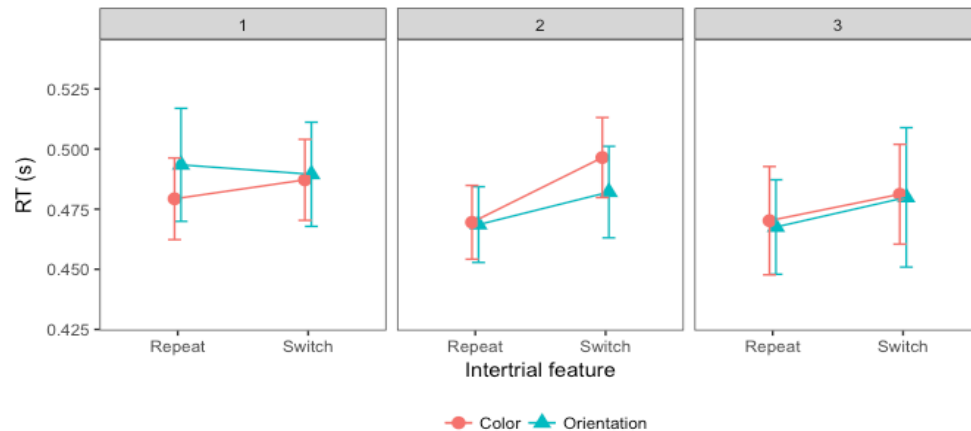 1 2 3
RT (s)
0.525
0.500
0.475
0.450
0.425
Repeat Switch Repeat Switch Repeat Switch
Intertrial feature
Color Orientation